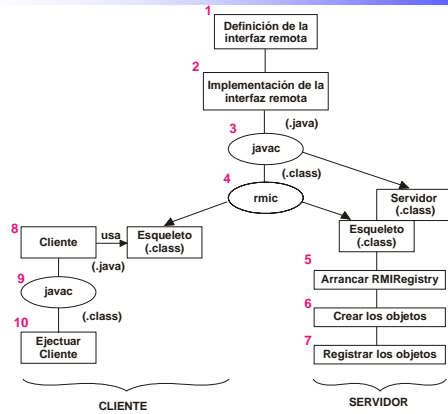 1
Definición de la
interfaz remota
2
Implementación de la
interfaz remota
3
(.java)
javac
4
(.class)
rmic
Servidor
(.class)
8
Cliente
usa
Esqueleto
(.class)
Esqueleto
(.class)
(.java)
5
Arrancar RMIRegistry
9
javac
(.class)
6
Crear los objetos
10
Ejectuar
Cliente
7
Registrar los objetos
CLIENTE
SERVIDOR